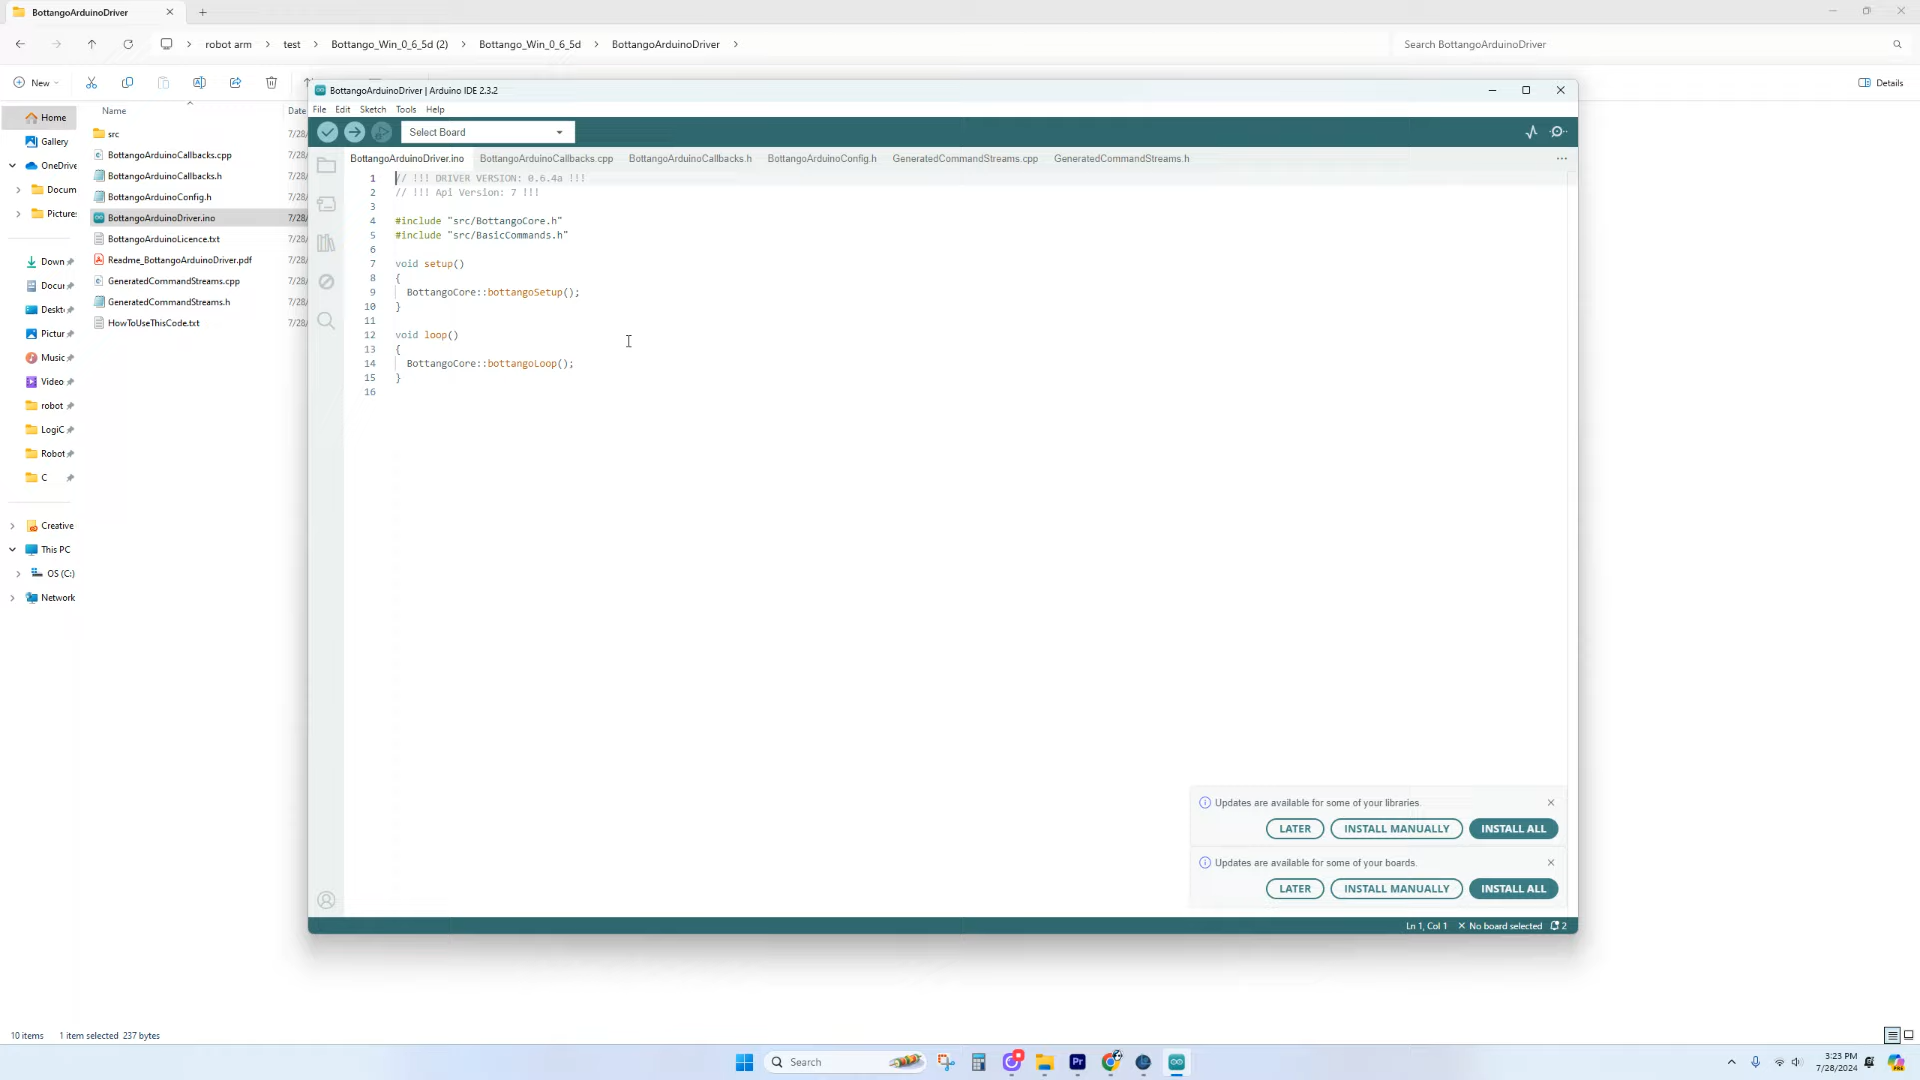 BottangoArduinoDriver
robot arm > test > Bottango_Win_0_6_5d (2) > Bottango_Win_0_6_5d > BottangoArduinoDriver >
Search BottangoArduinoDriver
New
Details
Name
Date
Home
Gallery
OneDrive
Docum
Pictures
Down
Docur
Deskt
Pictur
Music
Video
robot
LogiC
Robot
C
Creative
This PC
OS (C:)
Network
src 7/28/
BottangoArduinoCallbacks.cpp 7/28/
BottangoArduinoCallbacks.h 7/28/
BottangoArduinoConfig.h 7/28/
BottangoArduinoDriver.ino 7/28/
BottangoArduinoLicence.txt 7/28/
Readme_BottangoArduinoDriver.pdf 7/28/
GeneratedCommandStreams.cpp 7/28/
GeneratedCommandStreams.h 7/28/
HowToUseThisCode.txt 7/28/
BottangoArduinoDriver | Arduino IDE 2.3.2
File Edit Sketch Tools Help
Select Board
BottangoArduinoDriver.ino BottangoArduinoCallbacks.cpp BottangoArduinoCallbacks.h BottangoArduinoConfig.h GeneratedCommandStreams.cpp GeneratedCommandStreams.h ...
1 // !!! DRIVER VERSION: 0.6.4a !!!
2 // !!! Api Version: 7 !!!
3
4 #include "src/BottangoCore.h"
5 #include "src/BasicCommands.h"
6
7 void setup()
8 {
9 BottangoCore::bottangoSetup();
10 }
11
12 void loop()
13 {
14 BottangoCore::bottangoLoop();
15 }
16
Updates are available for some of your libraries.
LATER INSTALL MANUALLY INSTALL ALL
Updates are available for some of your boards.
LATER INSTALL MANUALLY INSTALL ALL
Ln 1, Col 1 × No board selected 2
10 items 1 item selected 237 bytes
Search
Pr
3:23 PM
7/28/2024